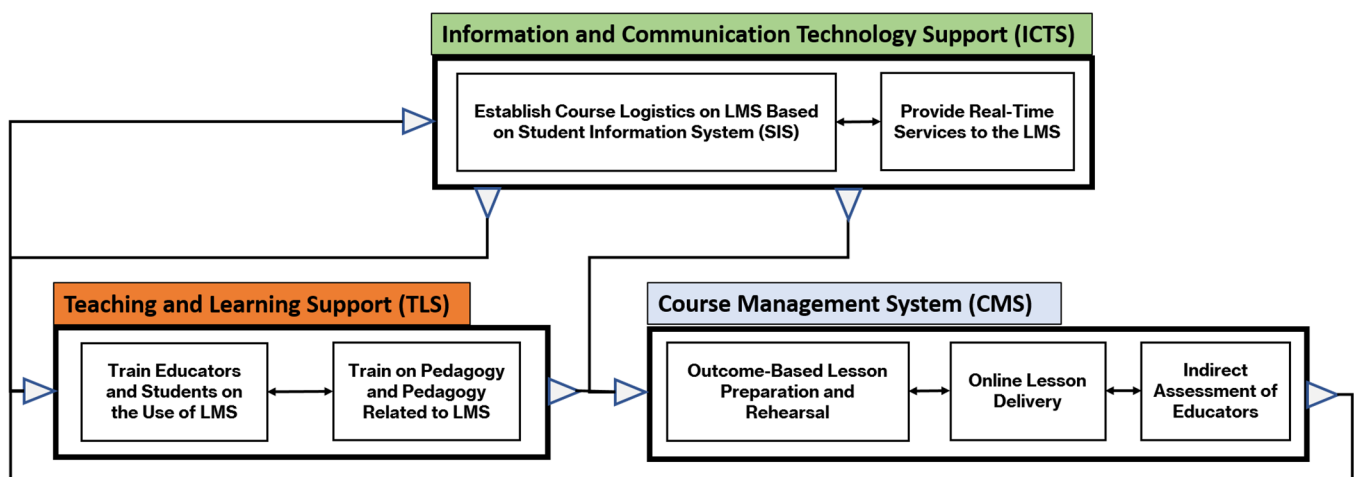 Information and Communication Technology Support (ICTS)
Establish Course Logistics on LMS Based
on Student Information System (SIS)
Provide Real-Time
Services to the LMS
Teaching and Learning Support (TLS)
Train Educators
and Students on
the Use of LMS
Train on Pedagogy
and Pedagogy
Related to LMS
Course Management System (CMS)
Outcome-Based Lesson
Preparation and
Rehearsal
Online Lesson
Delivery
Indirect
Assessment of
Educators